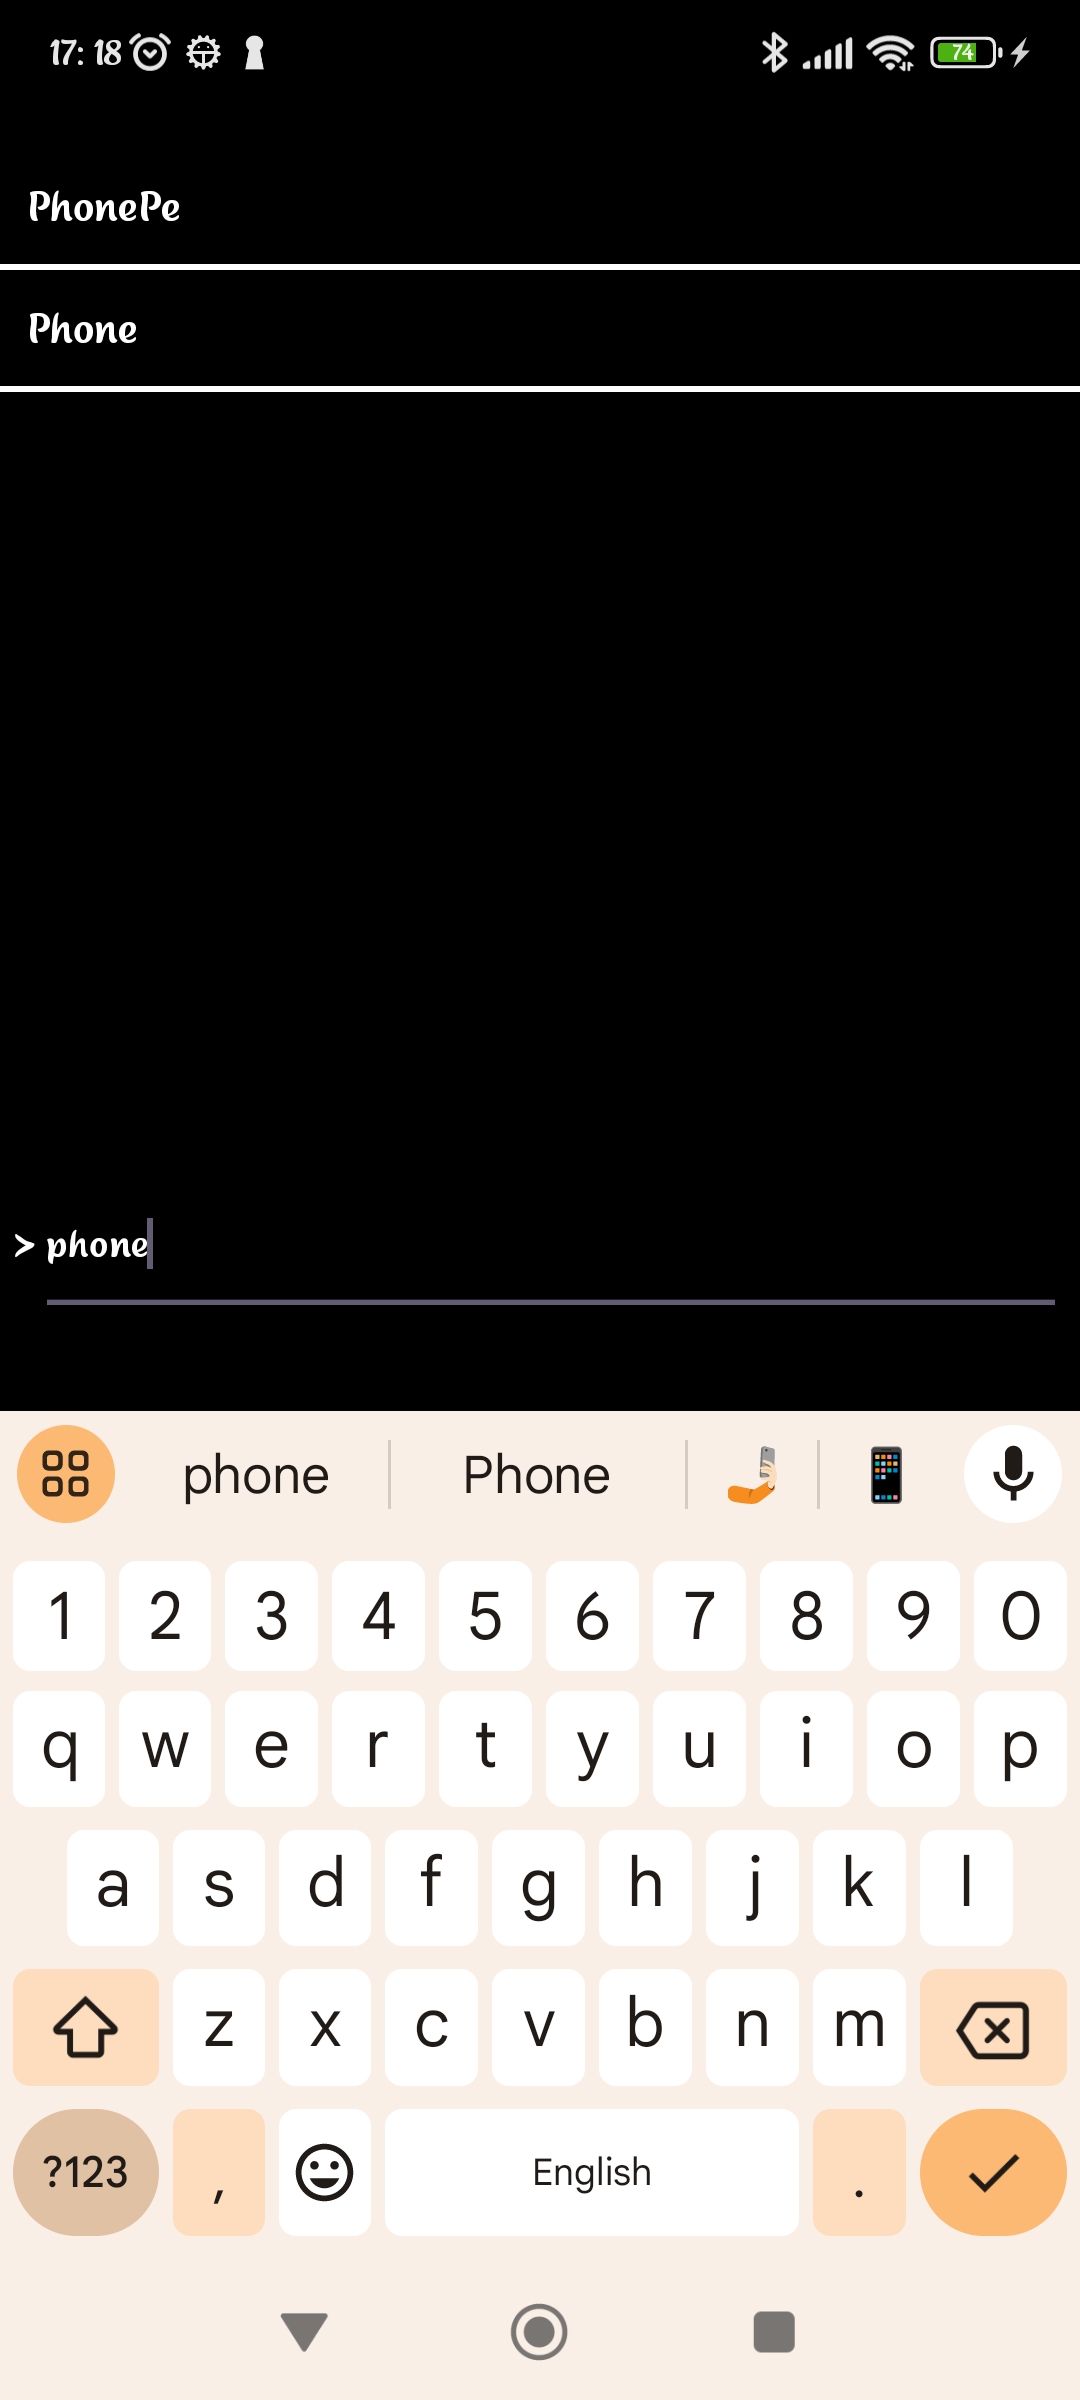 17: 18
74
PhonePe
Phone
> phone
phone Phone
1 2 3 4 5 6 7 8 9 0
q w e r t y u i o p
a s d f g h j k l
z x c v b n m
?123 , English .